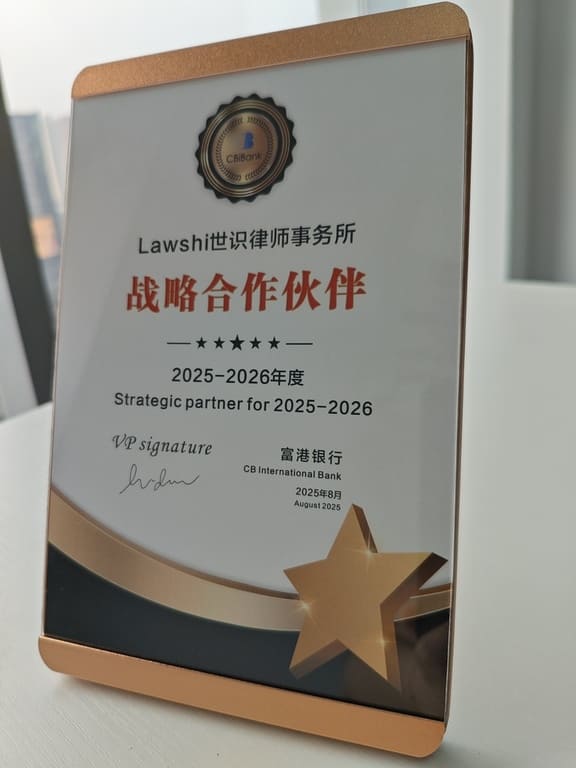 CBiBank
Lawshi世识律师事务所
战略合作伙伴
2025-2026年度
Strategic partner for 2025-2026
VP signature
富港银行
CB International Bank
2025年8月
August 2025